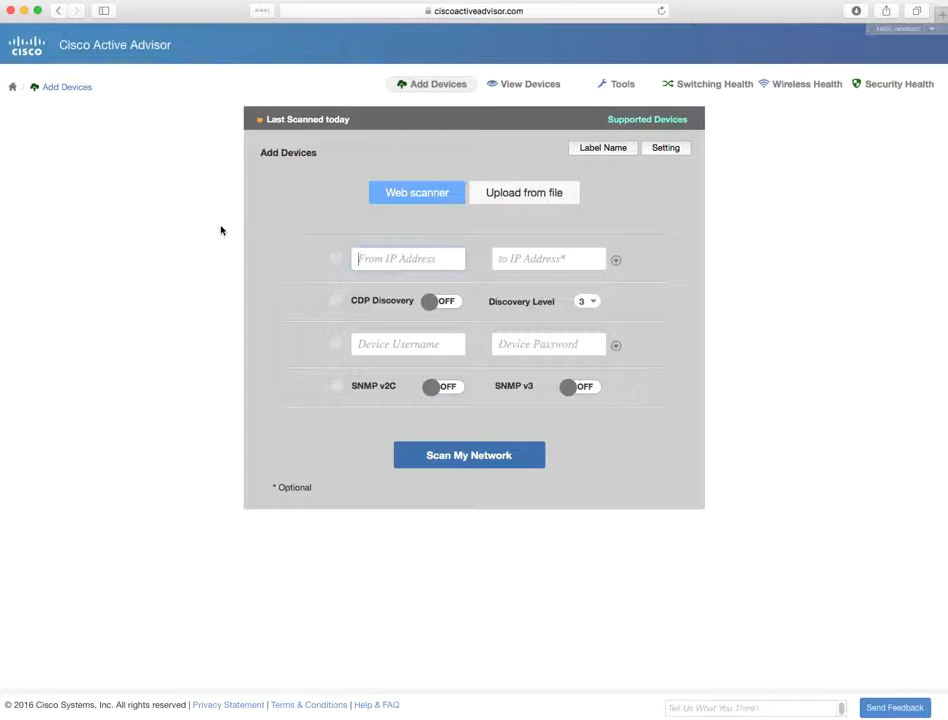 ciscoactiveadvisor.com
CISCO Cisco Active Advisor
/ Add Devices
Add Devices View Devices Tools Switching Health Wireless Health Security Health
Last Scanned today Supported Devices
Add Devices Label Name Setting
Web scanner Upload from file
From IP Address to IP Address*
CDP Discovery OFF Discovery Level 3
Device Username Device Password
SNMP v2C OFF SNMP v3 OFF
Scan My Network
* Optional
© 2016 Cisco Systems, Inc. All rights reserved | Privacy Statement | Terms & Conditions | Help & FAQ
Tell Us What You Think!
Send Feedback